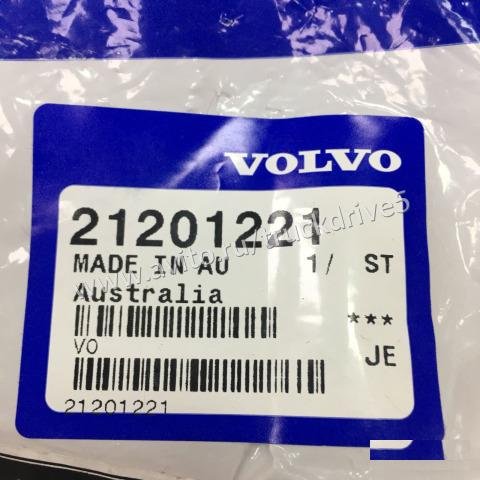 VOLVO
21201221
MADE IN AU 1/ ST
Australia
***
VO
JE
21201221
www.avito.ru/truckdrive5